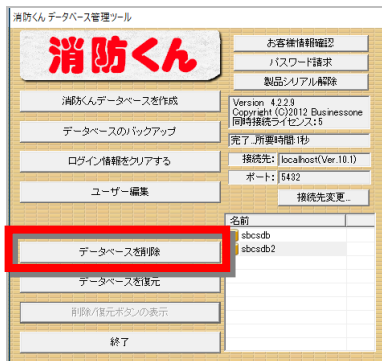 消防くん データベース管理ツール
消防くん
お客様情報確認
パスワード請求
製品シリアル解除
消防くんデータベースを作成
データベースのバックアップ
ログイン情報をクリアする
ユーザー編集
Version 4.2.2.9
Copyright (C)2012 Businessone
同時接続ライセンス:5
完了..所要時間:1秒
接続先: localhost(Ver.10.1)
ポート: 5432
接続先変更...
名前
sbcsdb
sbcsdb2
データベースを削除
データベースを復元
削除/復元ボタンの表示
終了